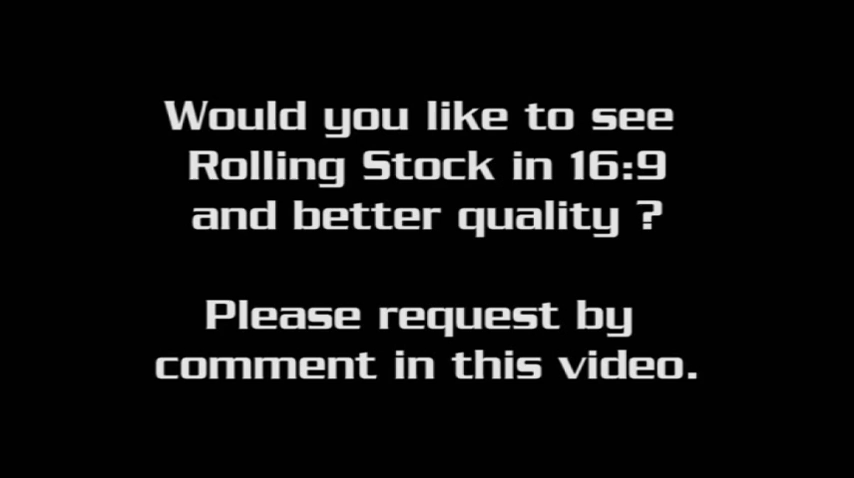 Would you like to see
Rolling Stock in 16:9
and better quality ?
Please request by
comment in this video.